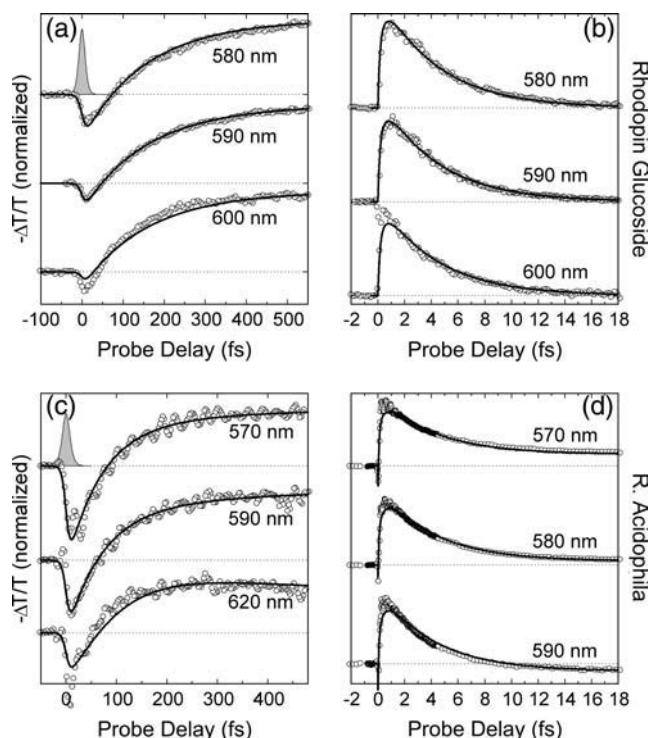 (a)
580 nm
590 nm
600 nm
-ΔT/T (normalized)
-100 0 100 200 300 400 500
Probe Delay (fs)
(b)
580 nm
590 nm
600 nm
-2 0 2 4 6 8 10 12 14 16 18
Probe Delay (fs)
Rhodopin Glucoside
(c)
570 nm
590 nm
620 nm
-ΔT/T (normalized)
0 100 200 300 400
Probe Delay (fs)
(d)
570 nm
580 nm
590 nm
-2 0 2 4 6 8 10 12 14 16 18
Probe Delay (fs)
R. Acidophila